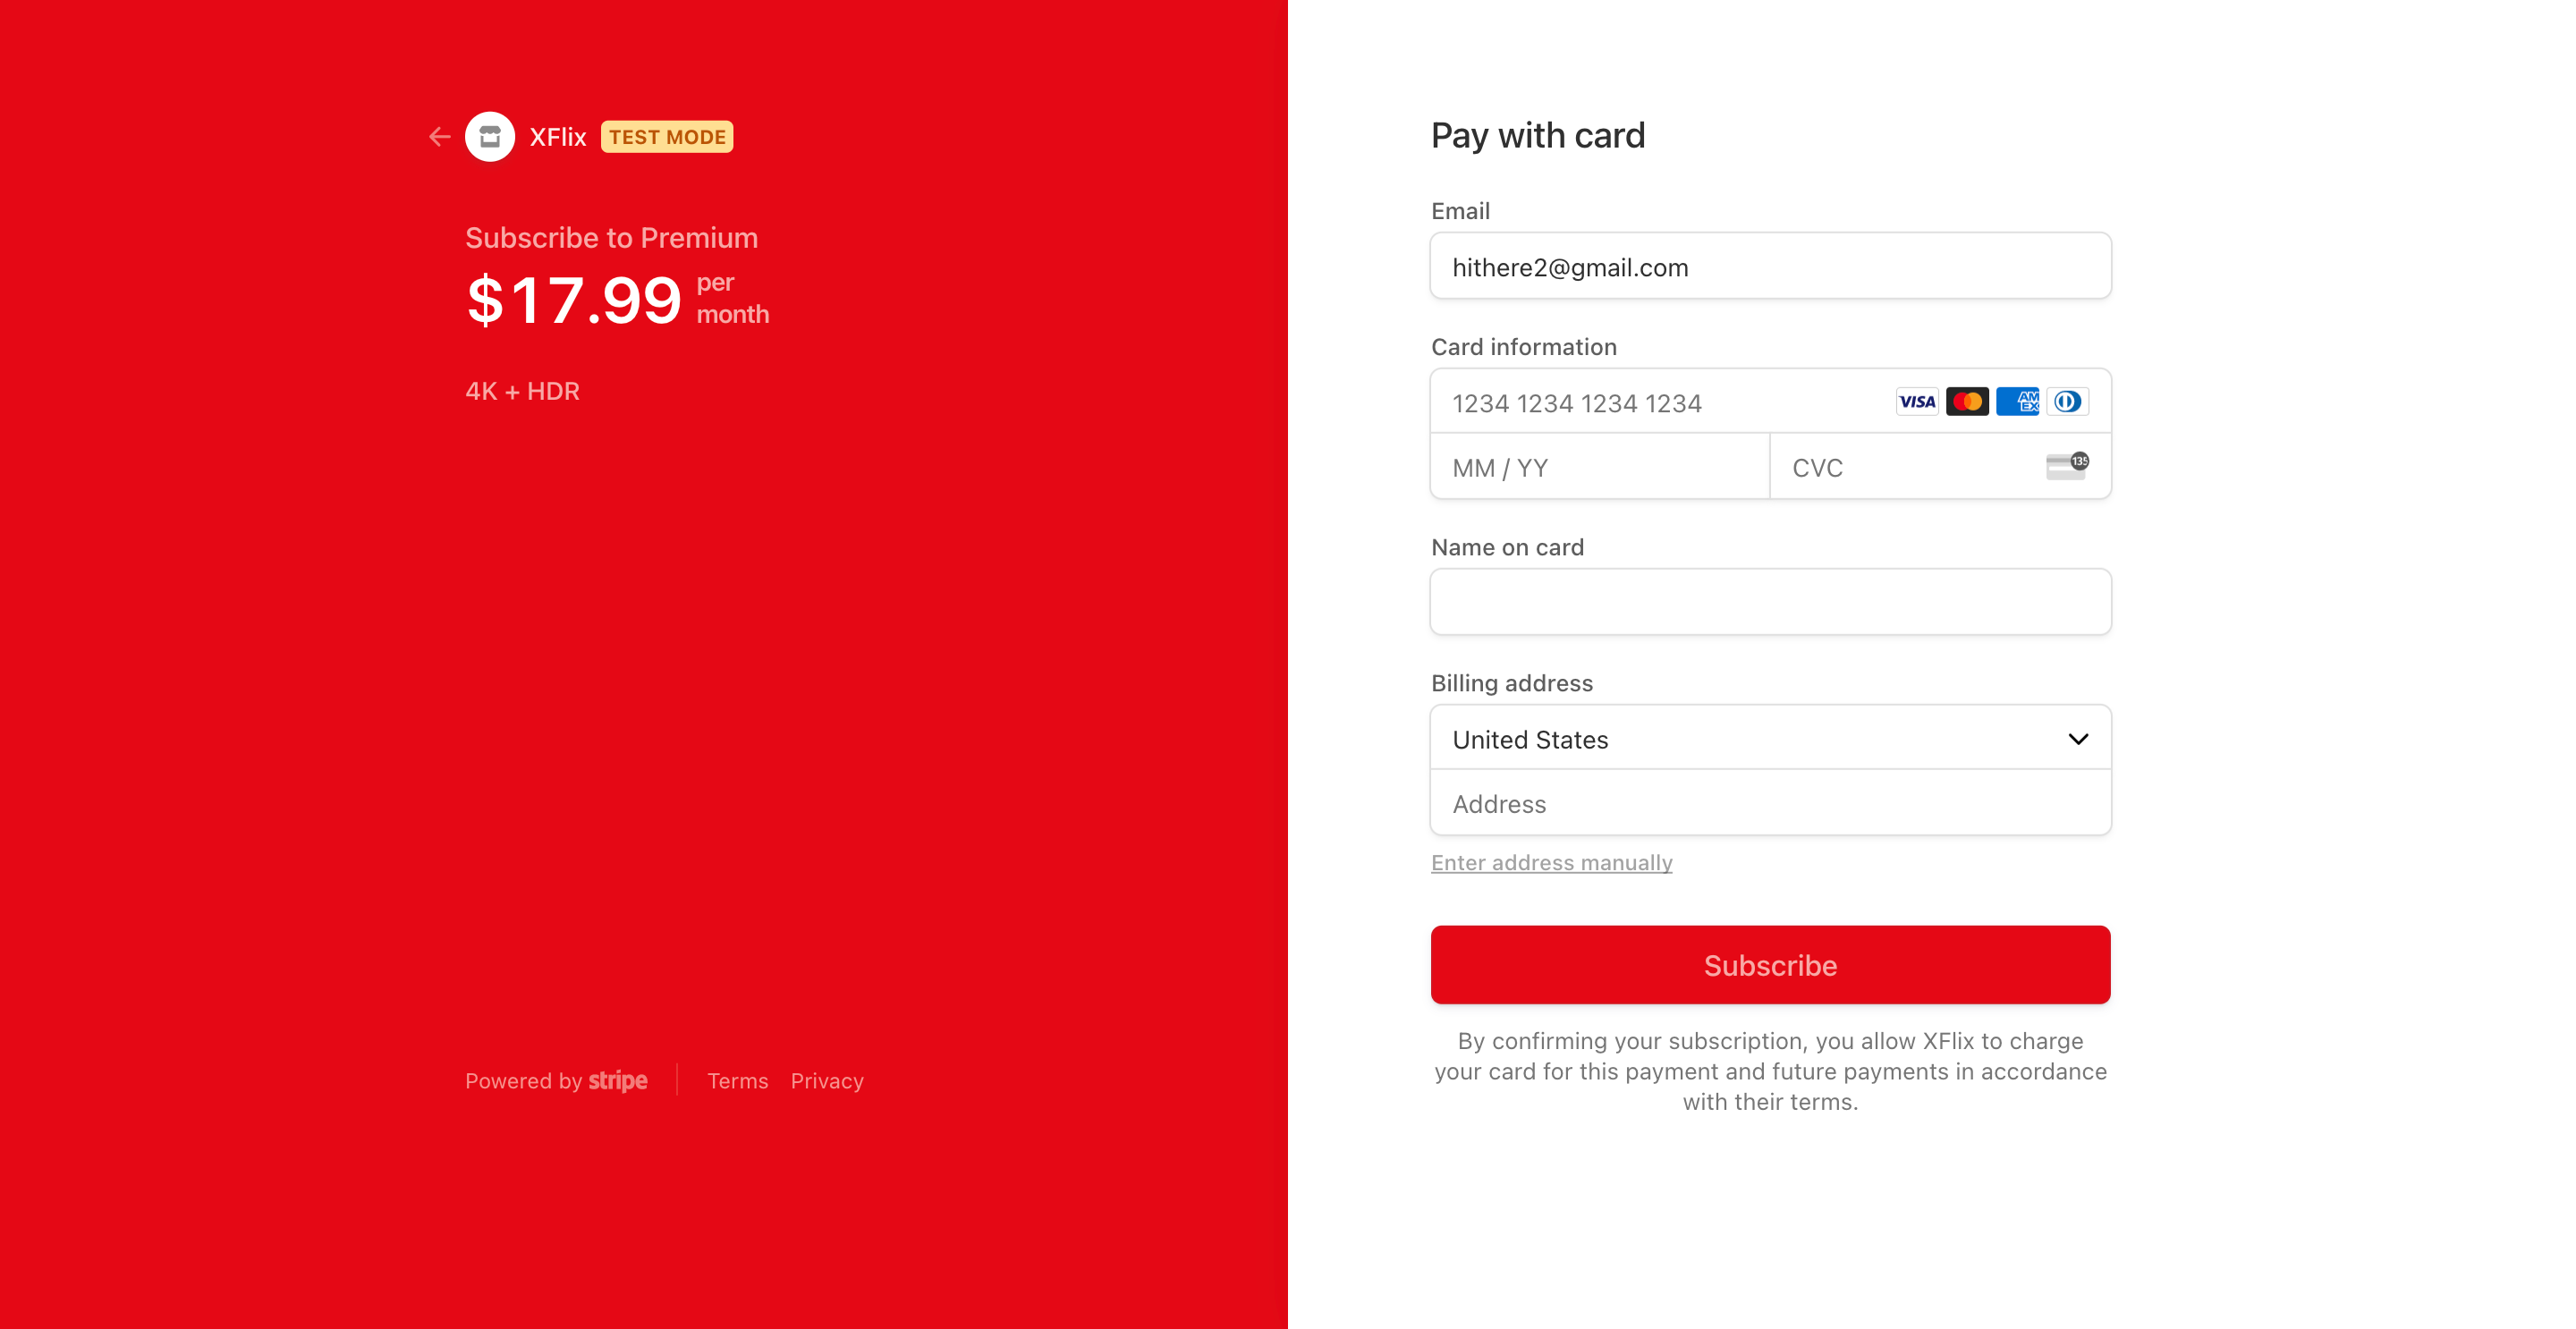 XFlix TEST MODE
Subscribe to Premium
$17.99 per
month
4K + HDR
Powered by stripe Terms Privacy
Pay with card
Email
hithere2@gmail.com
Card information
1234 1234 1234 1234 VISA AM
EX
MM / YY CVC 135
Name on card
Billing address
United States
Address
Enter address manually
Subscribe
By confirming your subscription, you allow XFlix to charge
your card for this payment and future payments in accordance
with their terms.